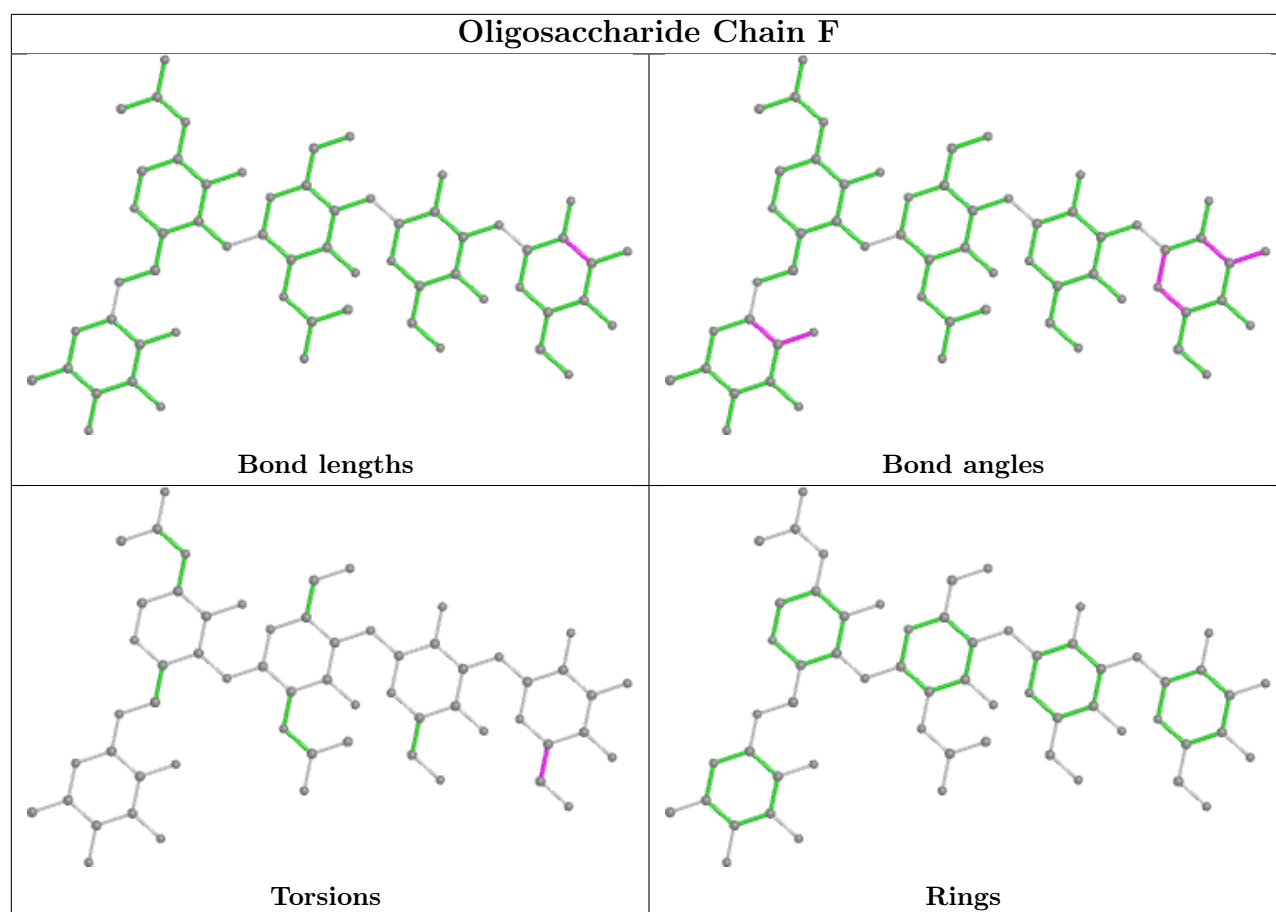 Oligosaccharide Chain F
Bond lengths
Bond angles
Torsions
Rings